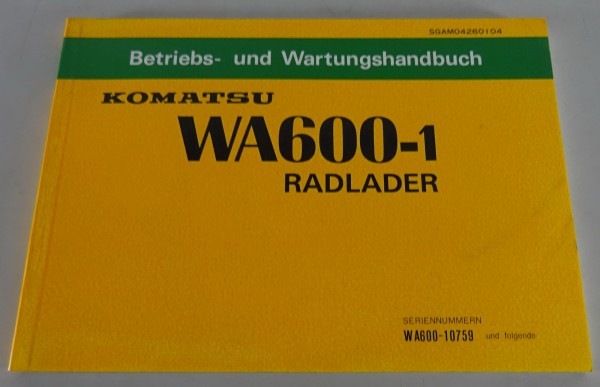 SGAM04260104
Betriebs- und Wartungshandbuch
KOMATSU
WA600-1
RADLADER
SERIENNUMMERN
WA600-10759 und folgende